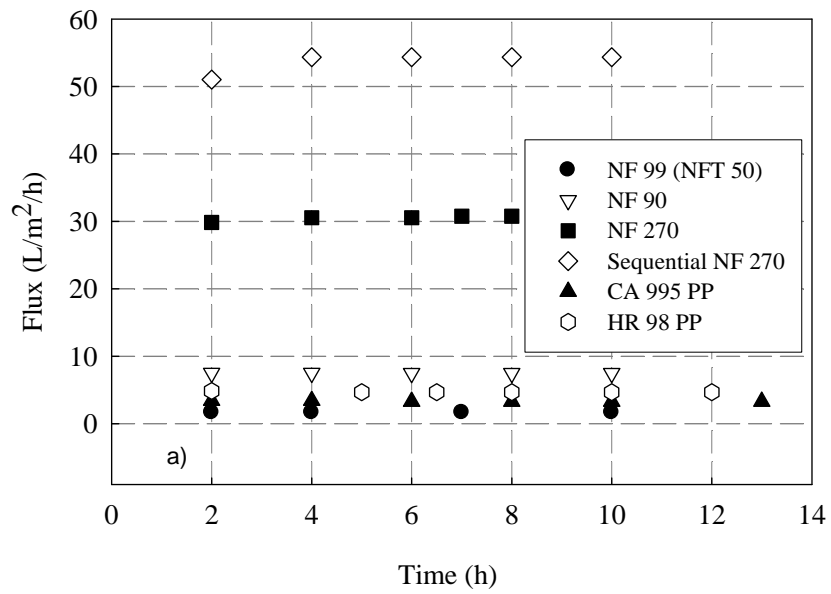 60
50
40
30
20
10
0
Flux (L/m²/h)
NF 99 (NFT 50)
NF 90
NF 270
Sequential NF 270
CA 995 PP
HR 98 PP
a)
0 2 4 6 8 10 12 14
Time (h)